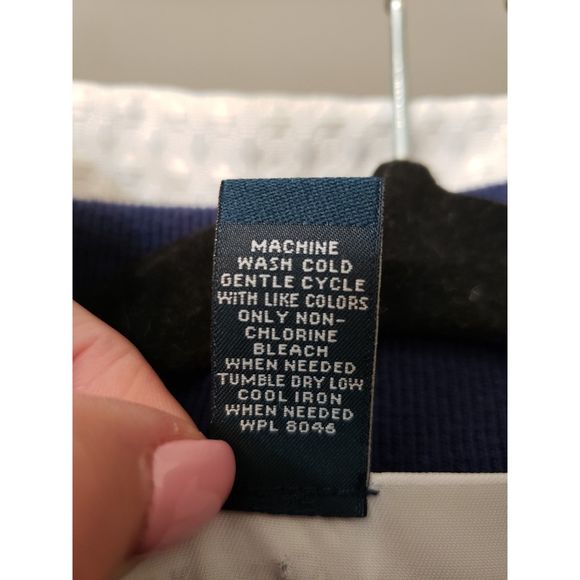 MACHINE
WASH COLD
GENTLE CYCLE
WITH LIKE COLORS
ONLY NON-
CHLORINE
BLEACH
WHEN NEEDED
TUMBLE DRY LOW
COOL IRON
WHEN NEEDED
WPL 8046